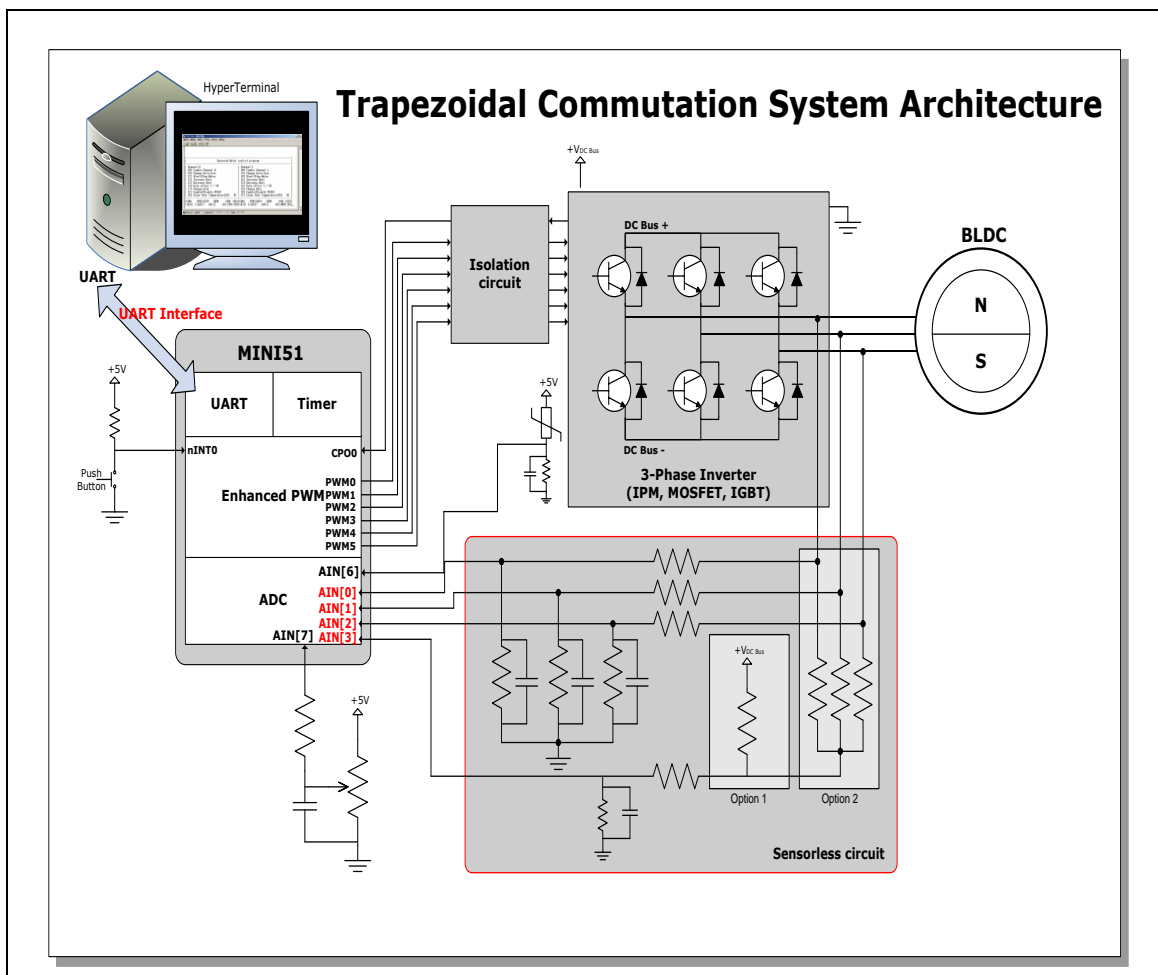 HyperTerminal
Trapezoidal Commutation System Architecture
+VDC Bus
DC Bus +
BLDC
Isolation
circuit
N
S
UART
UART Interface
MINI51
+5V
UART
Timer
+5V
nINT0
CPO0
DC Bus -
Push
Button
3-Phase Inverter
(IPM, MOSFET, IGBT)
Enhanced PWM
PWM0
PWM1
PWM2
PWM3
PWM4
PWM5
AIN[6]
ADC
AIN[0]
AIN[1]
AIN[2]
AIN[7]
AIN[3]
+VDC Bus
+5V
Option 1
Option 2
Sensorless circuit